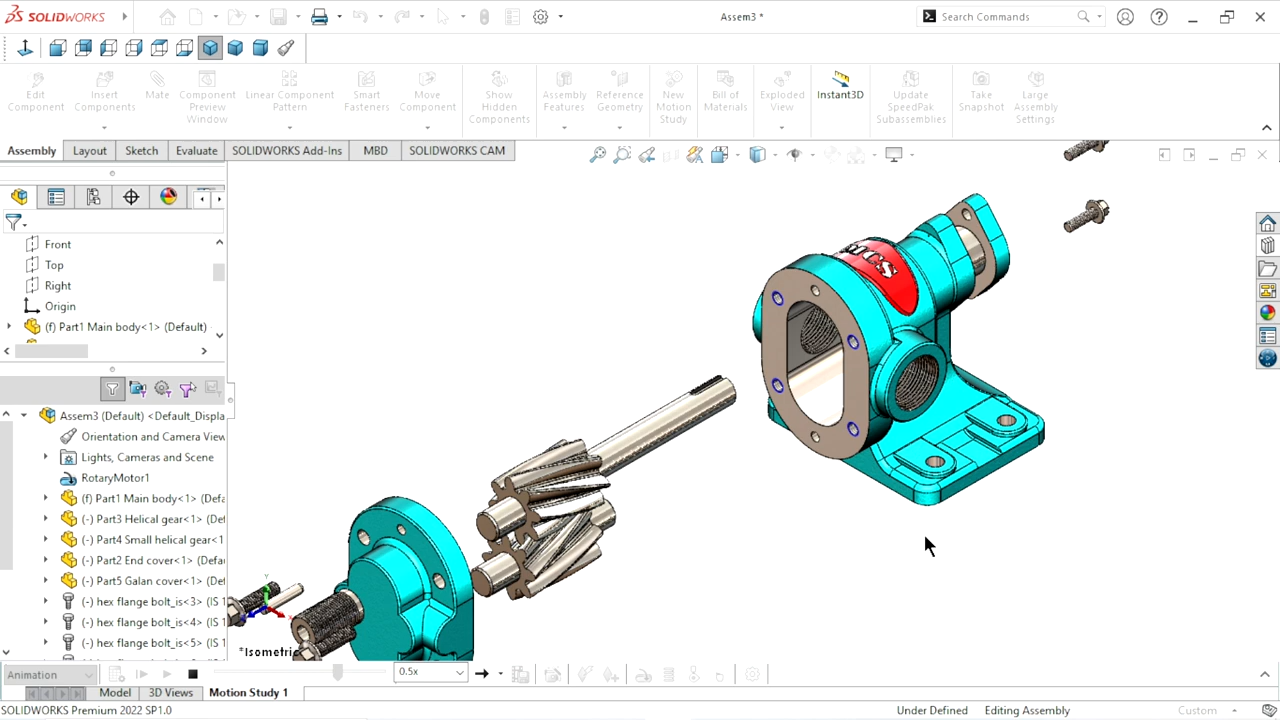 SOLIDWORKS
Assem3 *
Search Commands
Edit Component
Insert Components
Mate
Component Preview Window
Linear Component Pattern
Smart Fasteners
Move Component
Show Hidden Components
Assembly Features
Reference Geometry
New Motion Study
Bill of Materials
Exploded View
Instant3D
Update SpeedPak Subassemblies
Take Snapshot
Large Assembly Settings
Assembly
Layout
Sketch
Evaluate
SOLIDWORKS Add-Ins
MBD
SOLIDWORKS CAM
Front
Top
Right
Origin
(f) Part1 Main body<1> (Default)
Assem3 (Default) <Default_Displa
Orientation and Camera View
Lights, Cameras and Scene
RotaryMotor1
(f) Part1 Main body<1> (Defa
(-) Part3 Helical gear<1> (De
(-) Part4 Small helical gear<1
(-) Part2 End cover<1> (Defa
(-) Part5 Galan cover<1> (De
(-) hex flange bolt_is<3> (IS 1
(-) hex flange bolt_is<4> (IS 1
(-) hex flange bolt_is<5> (IS 1
Y
*Isometric
Animation
0.5x
Model
3D Views
Motion Study 1
SOLIDWORKS Premium 2022 SP1.0
Under Defined
Editing Assembly
Custom